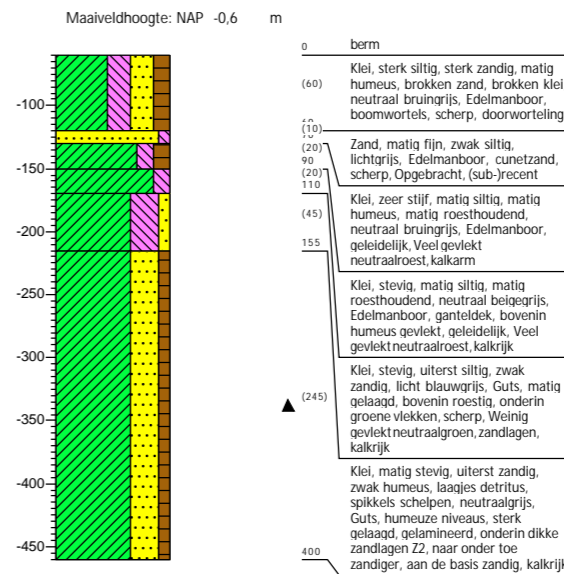 Maaiveldhoogte: NAP -0,6 m
0 berm
(60)
Klei, sterk siltig, sterk zandig, matig
humeus, brokken zand, brokken klei
neutraal bruingrijs, Edelmanboor,
boomwortels, scherp, doorworteling
60
(10)
70
Zand, matig fijn, zwak siltig,
lichtgrijs, Edelmanboor, cunetzand,
scherp, Opgebracht, (sub-)recent
(20)
90
Klei, zeer stijf, matig siltig, matig
humeus, matig roesthoudend,
neutraal bruingrijs, Edelmanboor,
geleidelijk, Veel gevlekt
neutraalroest, kalkarm
(20)
110
Klei, stevig, matig siltig, matig
roesthoudend, neutraal beigegrijs,
Edelmanboor, ganteldek, bovenin
humeus gevlekt, geleidelijk, Veel
gevlekt neutraalroest, kalkrijk
(45)
155
Klei, stevig, uiterst siltig, zwak
zandig, licht blauwgrijs, Guts, matig
gelaagd, bovenin roestig, onderin
groene vlekken, scherp, Weinig
gevlekt neutraalgroen, zandlagen,
kalkrijk
(245)
Klei, matig stevig, uiterst zandig,
zwak humeus, laagjes detritus,
spikkels schelpen, neutraalgrijs,
Guts, humeuze niveaus, sterk
gelaagd, gelamineerd, onderin dikke
zandlagen Z2, naar onder toe
zandiger, aan de basis zandig, kalkrijk
400
-100
-150
-200
-250
-300
-350
-400
-450